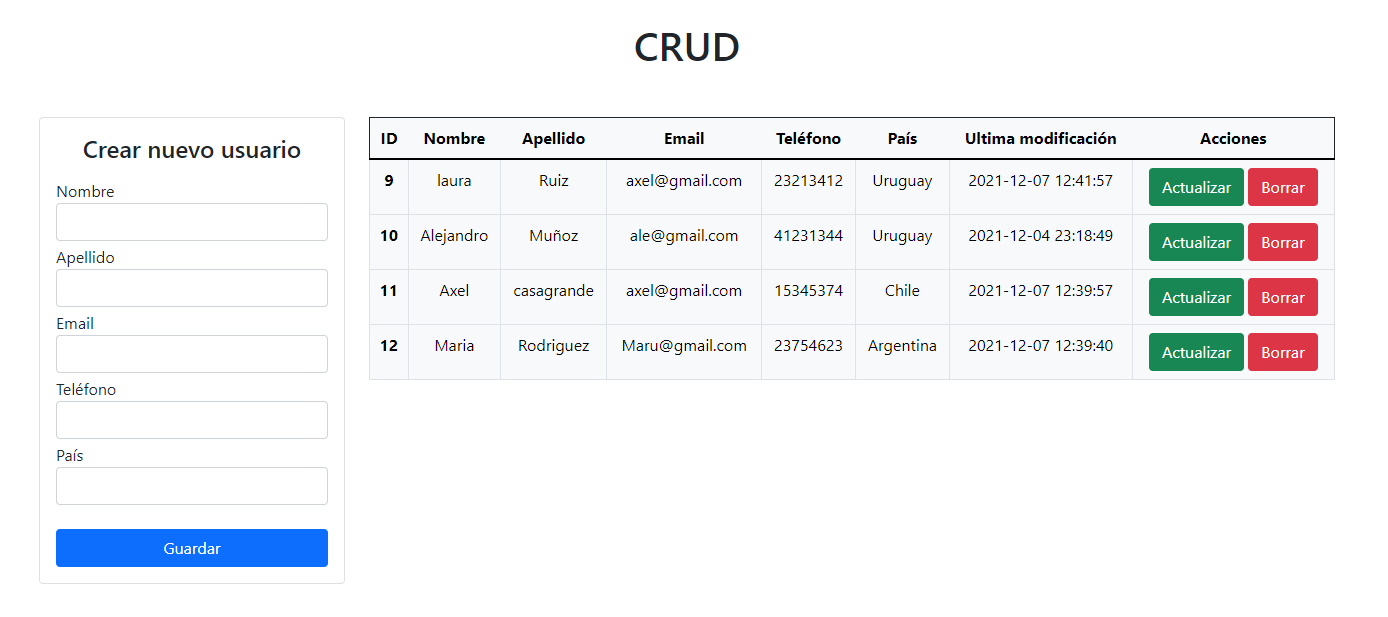 CRUD
Crear nuevo usuario
Nombre
Apellido
Email
Teléfono
País
Guardar
ID Nombre Apellido Email Teléfono País Ultima modificación Acciones
9 laura Ruiz axel@gmail.com 23213412 Uruguay 2021-12-07 12:41:57 Actualizar Borrar
10 Alejandro Muñoz ale@gmail.com 41231344 Uruguay 2021-12-04 23:18:49 Actualizar Borrar
11 Axel casagrande axel@gmail.com 15345374 Chile 2021-12-07 12:39:57 Actualizar Borrar
12 Maria Rodriguez Maru@gmail.com 23754623 Argentina 2021-12-07 12:39:40 Actualizar Borrar